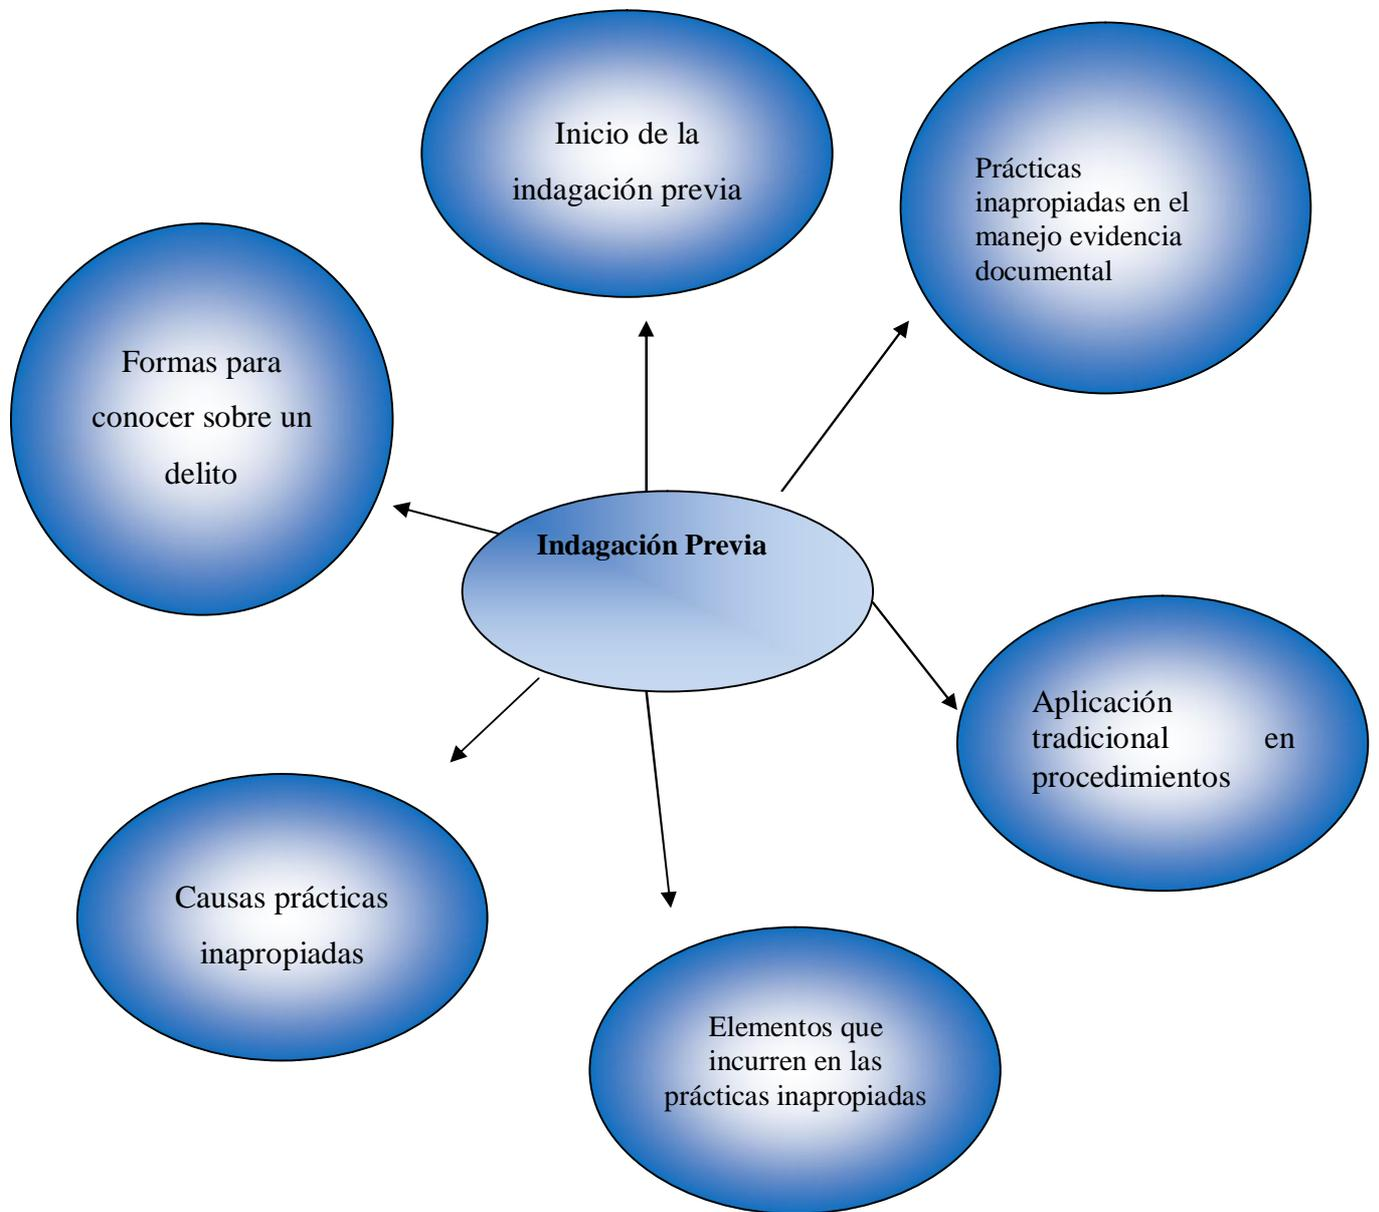 Inicio de la
indagación previa
Prácticas
inapropiadas en el
manejo evidencia
documental
Formas para
conocer sobre un
delito
Indagación Previa
Aplicación
tradicional en
procedimientos
Causas prácticas
inapropiadas
Elementos que
incurren en las
prácticas inapropiadas